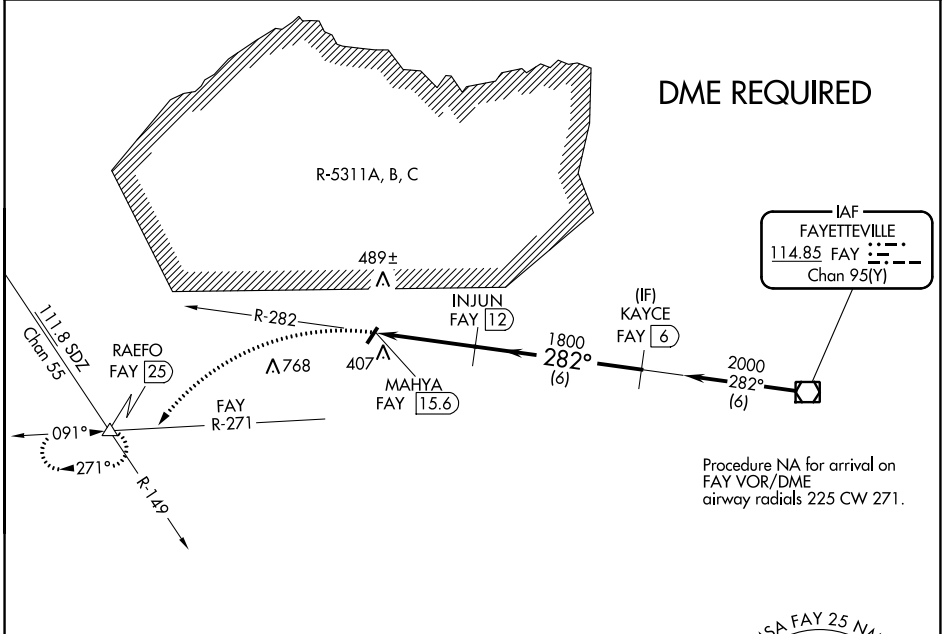 DME REQUIRED
R-5311A, B, C
IAF
FAYETTEVILLE
114.85 FAY
Chan 95(Y)
489±
INJUN
FAY 12
(IF)
KAYCE
FAY 6
R-282
1800
282°
(6)
2000
282°
(6)
111.8 SDZ
Chan 55
RAEFO
FAY 25
768
407
MAHYA
FAY 15.6
FAY
R-271
091°
271°
R-149
Procedure NA for arrival on
FAY VOR/DME
airway radials 225 CW 271.
FAY 25